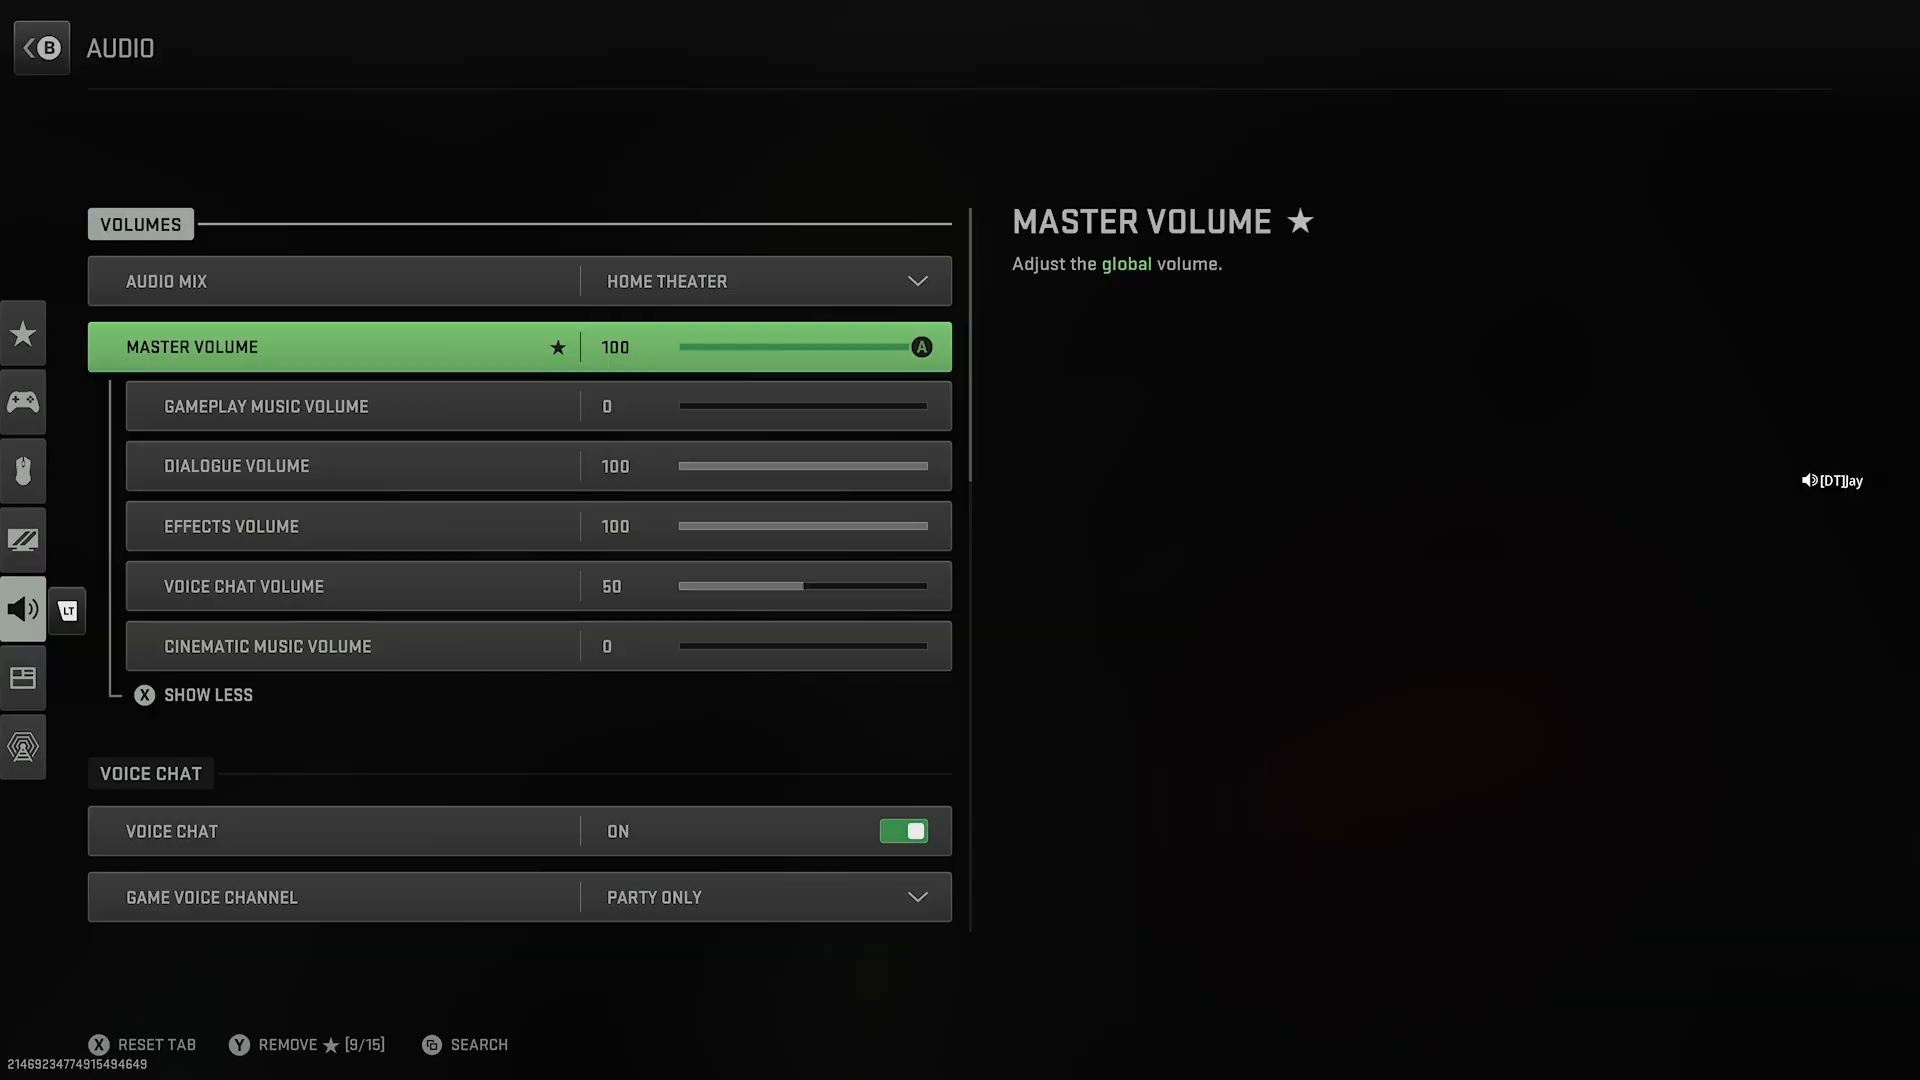 B AUDIO
VOLUMES
AUDIO MIX HOME THEATER
MASTER VOLUME 100 A
GAMEPLAY MUSIC VOLUME 0
DIALOGUE VOLUME 100
EFFECTS VOLUME 100
VOICE CHAT VOLUME 50
LT
CINEMATIC MUSIC VOLUME 0
X SHOW LESS
VOICE CHAT
VOICE CHAT ON
GAME VOICE CHANNEL PARTY ONLY
MASTER VOLUME ★
Adjust the global volume.
[DT]Jay
X RESET TAB Y REMOVE ★ [9/15] SEARCH
21469234774915494649